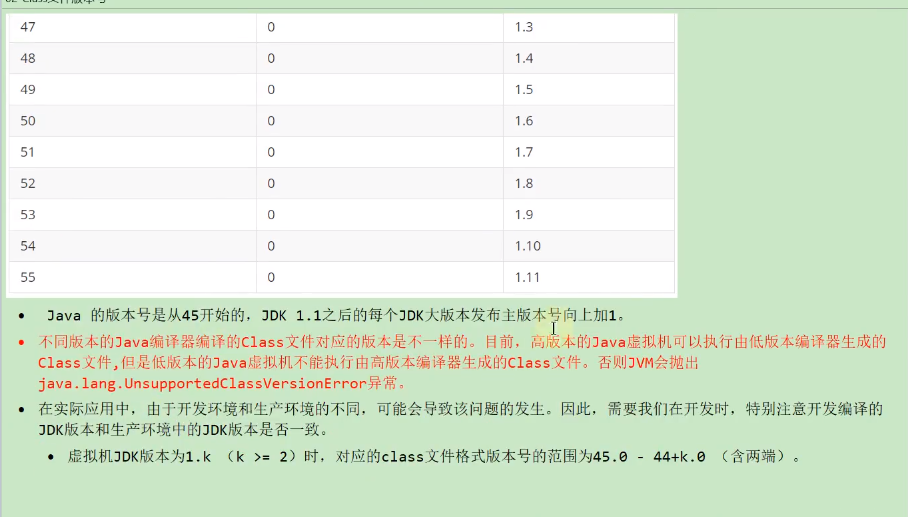 02-Class文件版本号
47 0 1.3
48 0 1.4
49 0 1.5
50 0 1.6
51 0 1.7
52 0 1.8
53 0 1.9
54 0 1.10
55 0 1.11
• Java 的版本号是从45开始的，JDK 1.1之后的每个JDK大版本发布主版本号向上加1。
• 不同版本的Java编译器编译的Class文件对应的版本是不一样的。目前，高版本的Java虚拟机可以执行由低版本编译器生成的
Class文件,但是低版本的Java虚拟机不能执行由高版本编译器生成的Class文件。否则JVM会抛出
java.lang.UnsupportedClassVersionError异常。
• 在实际应用中，由于开发环境和生产环境的不同，可能会导致该问题的发生。因此，需要我们在开发时，特别注意开发编译的
JDK版本和生产环境中的JDK版本是否一致。
• 虚拟机JDK版本为1.k （k >= 2）时，对应的class文件格式版本号的范围为45.0 - 44+k.0 （含两端）。